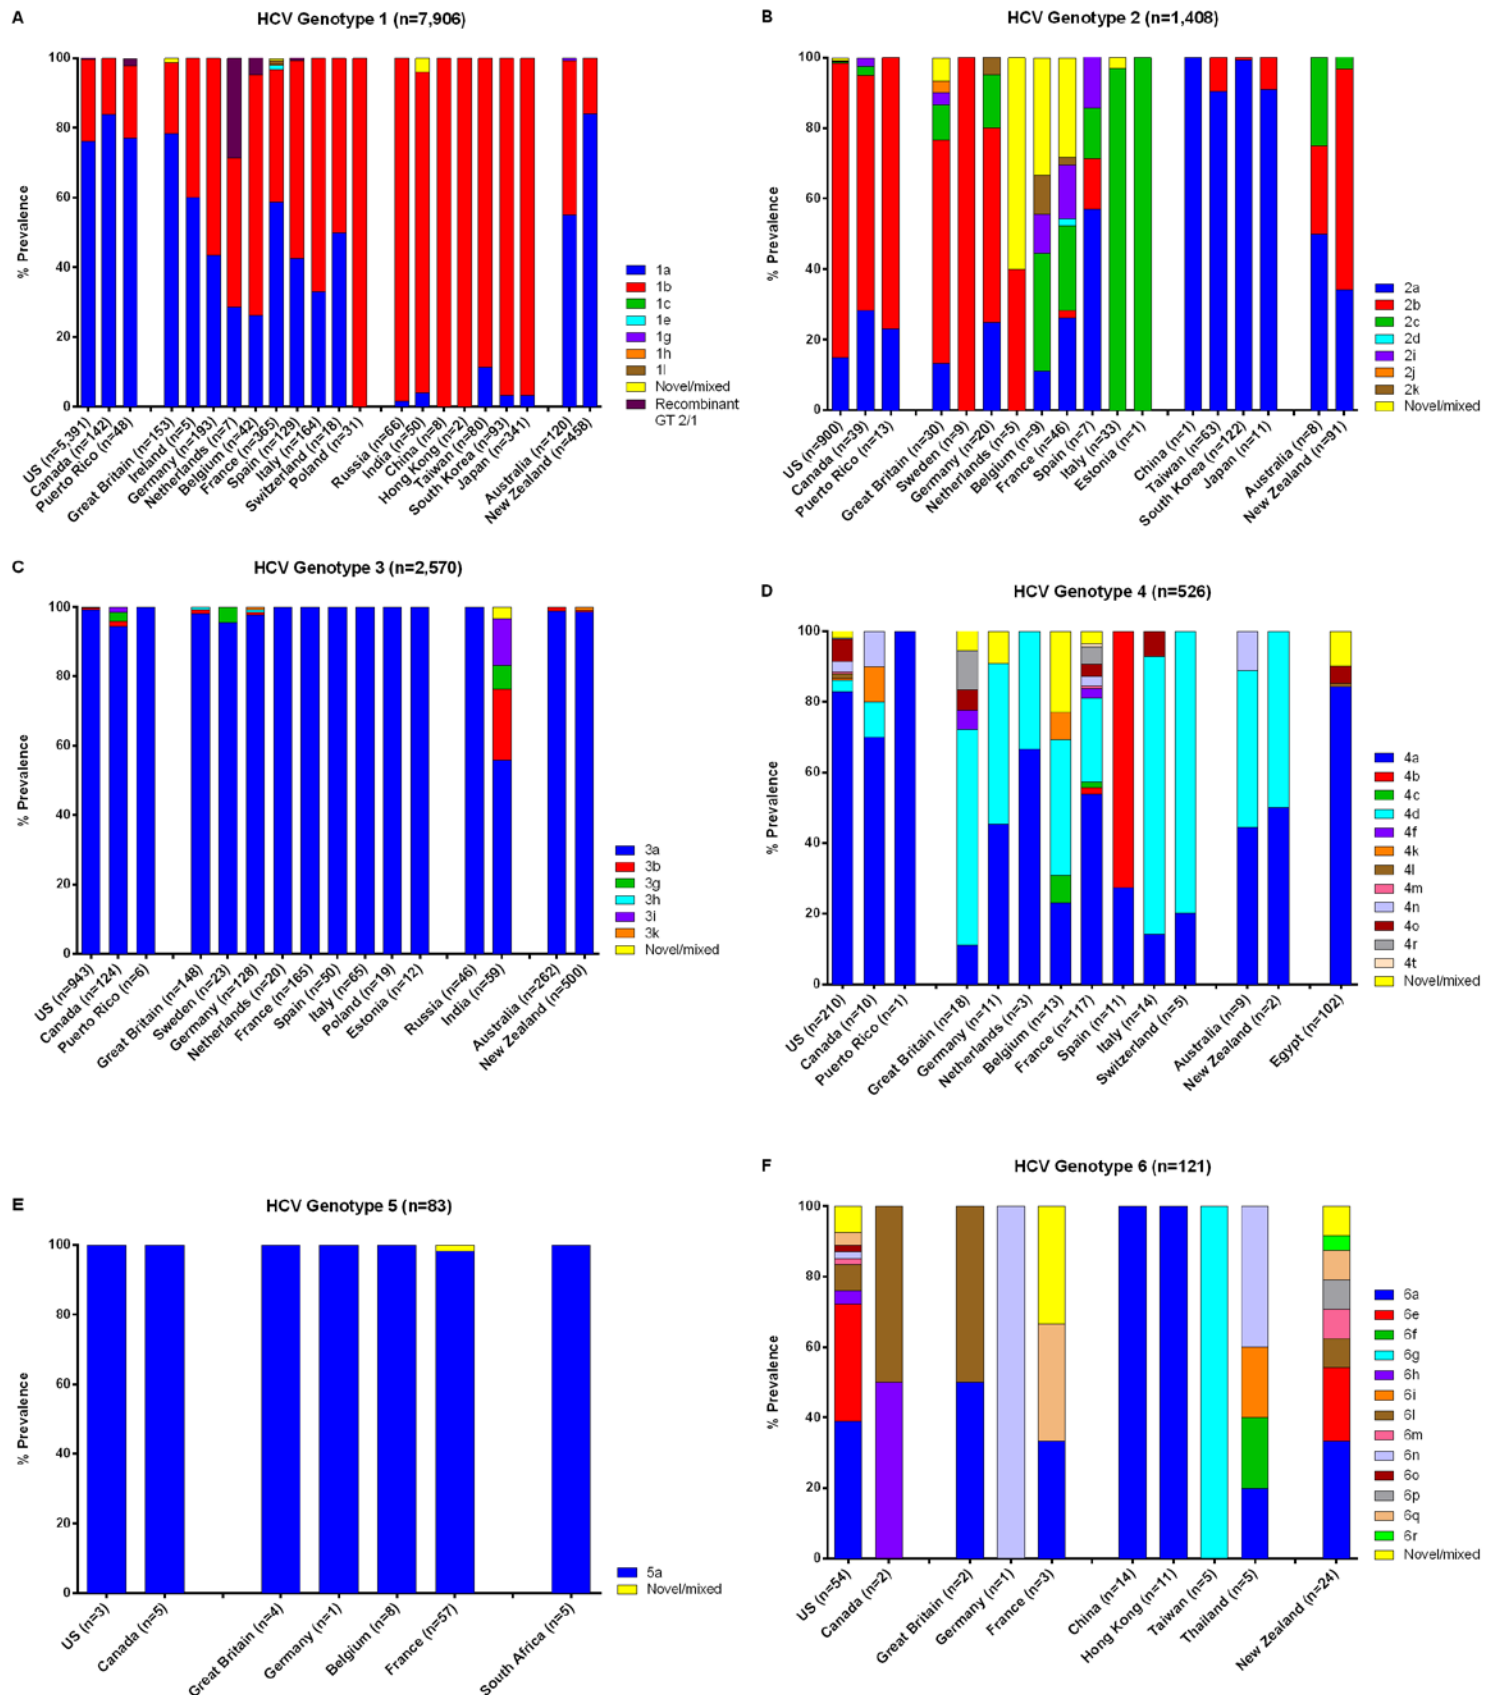 A
HCV Genotype 1 (n=7,906)
% Prevalence
100
80
60
40
20
0
US (n=5,391)
Canada (n=142)
Puerto Rico (n=48)
Great Britain (n=153)
Ireland (n=5)
Germany (n=193)
Netherlands (n=7)
Belgium (n=42)
France (n=365)
Spain (n=129)
Italy (n=164)
Switzerland (n=18)
Poland (n=31)
Russia (n=66)
India (n=50)
China (n=8)
Hong Kong (n=2)
Taiwan (n=80)
South Korea (n=93)
Japan (n=341)
Australia (n=120)
New Zealand (n=458)
1a
1b
1c
1e
1g
1h
1l
Novel/mixed
Recombinant
GT 2/1
B
HCV Genotype 2 (n=1,408)
% Prevalence
100
80
60
40
20
0
US (n=900)
Canada (n=39)
Puerto Rico (n=13)
Great Britain (n=30)
Sweden (n=9)
Germany (n=20)
Netherlands (n=5)
Belgium (n=9)
France (n=46)
Spain (n=7)
Italy (n=33)
Estonia (n=1)
China (n=1)
Taiwan (n=63)
South Korea (n=122)
Japan (n=11)
Australia (n=8)
New Zealand (n=91)
2a
2b
2c
2d
2i
2j
2k
Novel/mixed
C
HCV Genotype 3 (n=2,570)
% Prevalence
100
80
60
40
20
0
US (n=943)
Canada (n=124)
Puerto Rico (n=6)
Great Britain (n=148)
Sweden (n=23)
Germany (n=128)
Netherlands (n=20)
France (n=165)
Spain (n=50)
Italy (n=65)
Poland (n=19)
Estonia (n=12)
Russia (n=46)
India (n=59)
Australia (n=262)
New Zealand (n=500)
3a
3b
3g
3h
3i
3k
Novel/mixed
D
HCV Genotype 4 (n=526)
% Prevalence
100
80
60
40
20
0
US (n=210)
Canada (n=10)
Puerto Rico (n=1)
Great Britain (n=18)
Germany (n=11)
Netherlands (n=3)
Belgium (n=13)
France (n=117)
Spain (n=11)
Italy (n=14)
Switzerland (n=5)
Australia (n=9)
New Zealand (n=2)
Egypt (n=102)
4a
4b
4c
4d
4f
4k
4l
4m
4n
4o
4r
4t
Novel/mixed
E
HCV Genotype 5 (n=83)
% Prevalence
100
80
60
40
20
0
US (n=3)
Canada (n=5)
Great Britain (n=4)
Germany (n=1)
Belgium (n=8)
France (n=57)
South Africa (n=5)
5a
Novel/mixed
F
HCV Genotype 6 (n=121)
% Prevalence
100
80
60
40
20
0
US (n=54)
Canada (n=2)
Great Britain (n=2)
Germany (n=1)
France (n=3)
China (n=14)
Hong Kong (n=11)
Taiwan (n=5)
Thailand (n=5)
New Zealand (n=24)
6a
6e
6f
6g
6h
6i
6l
6m
6n
6o
6p
6q
6r
Novel/mixed